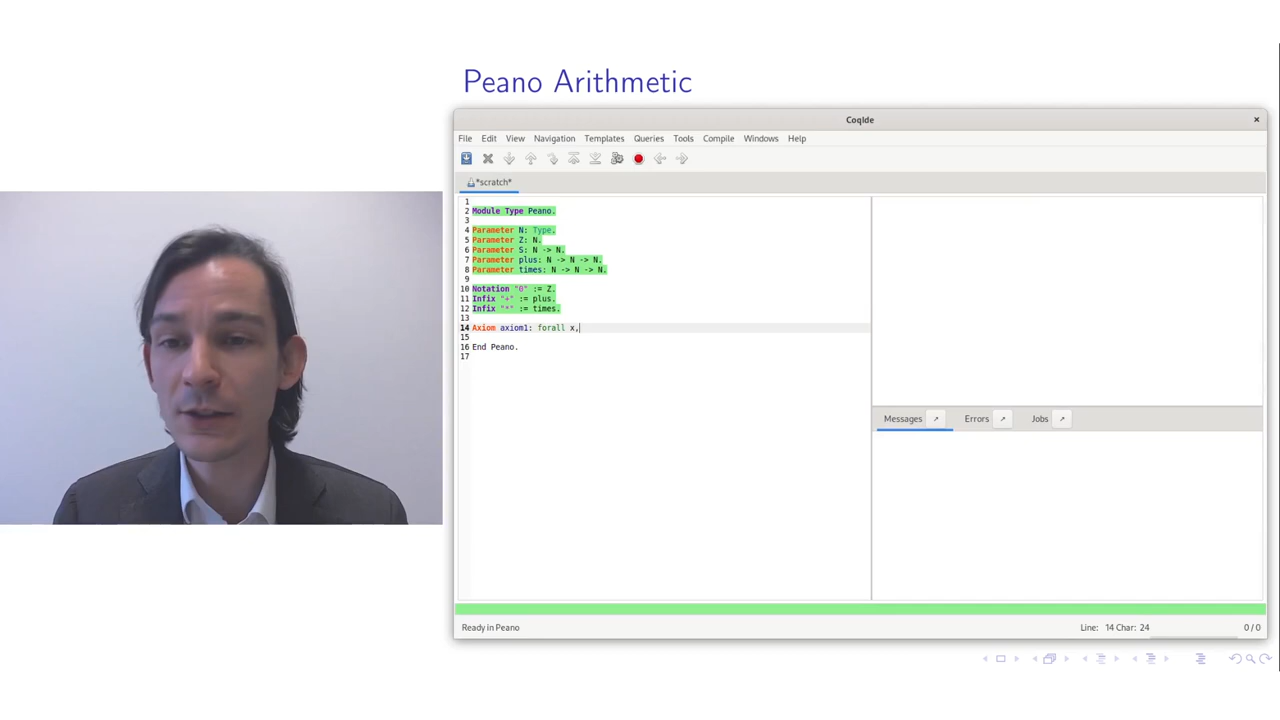 Peano Arithmetic
CoqIde
File Edit View Navigation Templates Queries Tools Compile Windows Help
*scratch*
1
2 Module Type Peano.
3
4 Parameter N: Type.
5 Parameter Z: N.
6 Parameter S: N -> N.
7 Parameter plus: N -> N -> N.
8 Parameter times: N -> N -> N.
9
10 Notation "0" := Z.
11 Infix "+" := plus.
12 Infix "*" := times.
13
14 Axiom axiom1: forall x,
15
16 End Peano.
17
Messages Errors Jobs
Ready in Peano Line: 14 Char: 24 0 / 0